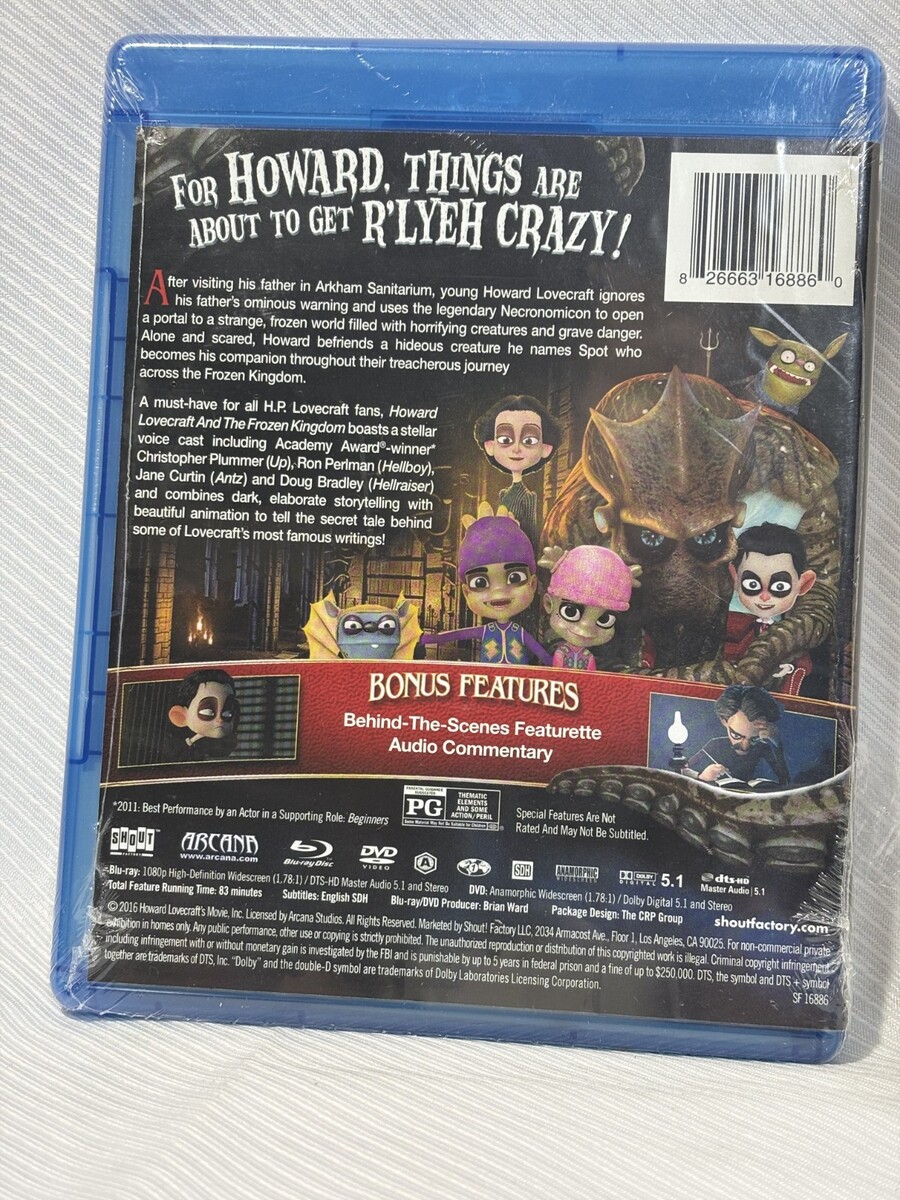 FOR HOWARD, THINGS ARE
ABOUT TO GET R'LYEH CRAZY!
8 26663 16886 0
After visiting his father in Arkham Sanitarium, young Howard Lovecraft ignores
his father's ominous warning and uses the legendary Necronomicon to open
a portal to a strange, frozen world filled with horrifying creatures and grave danger.
Alone and scared, Howard befriends a hideous creature he names Spot who
becomes his companion throughout their treacherous journey
across the Frozen Kingdom.
A must-have for all H.P. Lovecraft fans, Howard
Lovecraft And The Frozen Kingdom boasts a stellar
voice cast including Academy Award®-winner*
Christopher Plummer (Up), Ron Perlman (Hellboy),
Jane Curtin (Antz) and Doug Bradley (Hellraiser)
and combines dark, elaborate storytelling with
beautiful animation to tell the secret tale behind
some of Lovecraft's most famous writings!
BONUS FEATURES
Behind-The-Scenes Featurette
Audio Commentary
*2011: Best Performance by an Actor in a Supporting Role: Beginners
PARENTAL GUIDANCE SUGGESTED
PG
THEMATIC
ELEMENTS
AND SOME
ACTION/PERIL
Some Material May Not Be Suitable for Children
Special Features Are Not
Rated And May Not Be Subtitled.
SHOUT!
FACTORY
ARCANA
www.arcana.com
Blu-ray Disc
DVD
VIDEO
A
1
SDH
ANAMORPHIC
WIDESCREEN
DOLBY
DIGITAL 5.1
dts-HD
Master Audio | 5.1
Blu-ray: 1080p High-Definition Widescreen (1.78:1) / DTS-HD Master Audio 5.1 and Stereo DVD: Anamorphic Widescreen (1.78:1) / Dolby Digital 5.1 and Stereo
Total Feature Running Time: 83 minutes Subtitles: English SDH Blu-ray/DVD Producer: Brian Ward Package Design: The CRP Group shoutfactory.com
© 2016 Howard Lovecraft's Movie, Inc. Licensed by Arcana Studios. All Rights Reserved. Marketed by Shout! Factory LLC, 2034 Armacost Ave., Floor 1, Los Angeles, CA 90025. For non-commercial private
exhibition in homes only. Any public performance, other use or copying is strictly prohibited. The unauthorized reproduction or distribution of this copyrighted work is illegal. Criminal copyright infringement,
including infringement with or without monetary gain is investigated by the FBI and is punishable by up to 5 years in federal prison and a fine of up to $250,000. DTS, the symbol and DTS + symbol
together are trademarks of DTS, Inc. "Dolby" and the double-D symbol are trademarks of Dolby Laboratories Licensing Corporation.
SF 16886